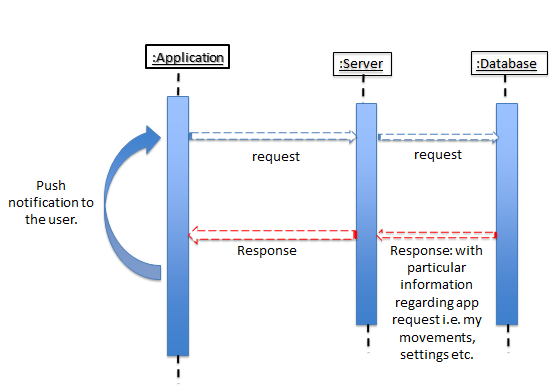 :Application
:Server
:Database
request
request
Push
notification to
the user.
Response
Response: with
particular
information
regarding app
request i.e. my
movements,
settings etc.